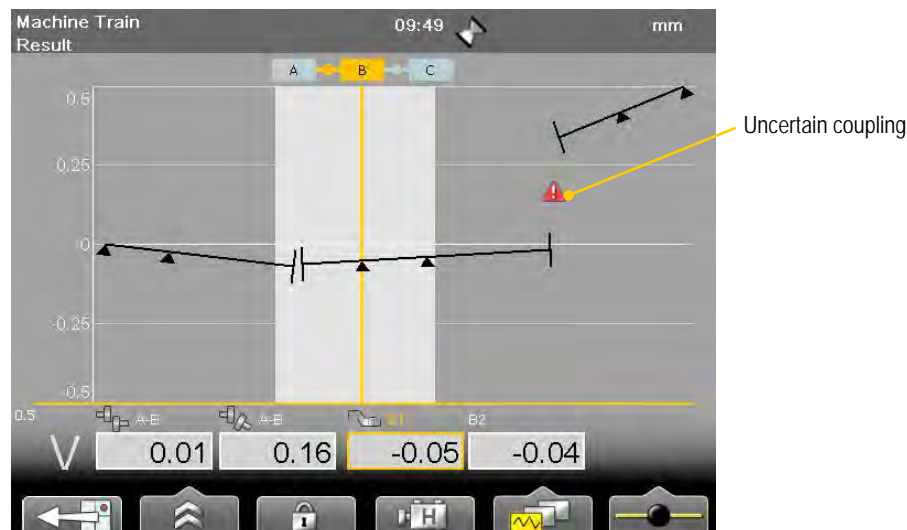 Machine Train 09:49 mm
Result
A B C
0.5
0.25
Uncertain coupling
0
-0.25
-0.5
0.5 A-B A-B B1 B2
V 0.01 0.16 -0.05 -0.04
H